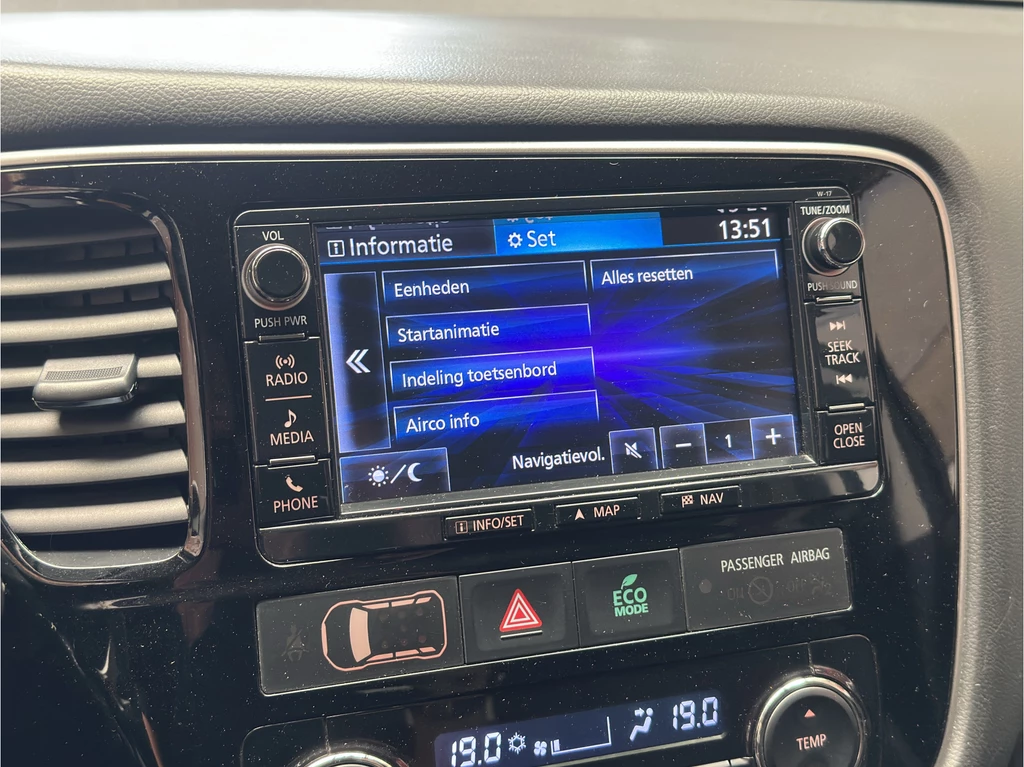 W-17
VOL
PUSH PWR
RADIO
MEDIA
PHONE
Informatie
Set
13:51
Eenheden
Alles resetten
Startanimatie
Indeling toetsenbord
Airco info
Navigatievol.
− 1 +
TUNE/ZOOM
PUSH SOUND
SEEK
TRACK
OPEN
CLOSE
INFO/SET
MAP
NAV
ECO
MODE
PASSENGER AIRBAG
19.0
19.0
TEMP